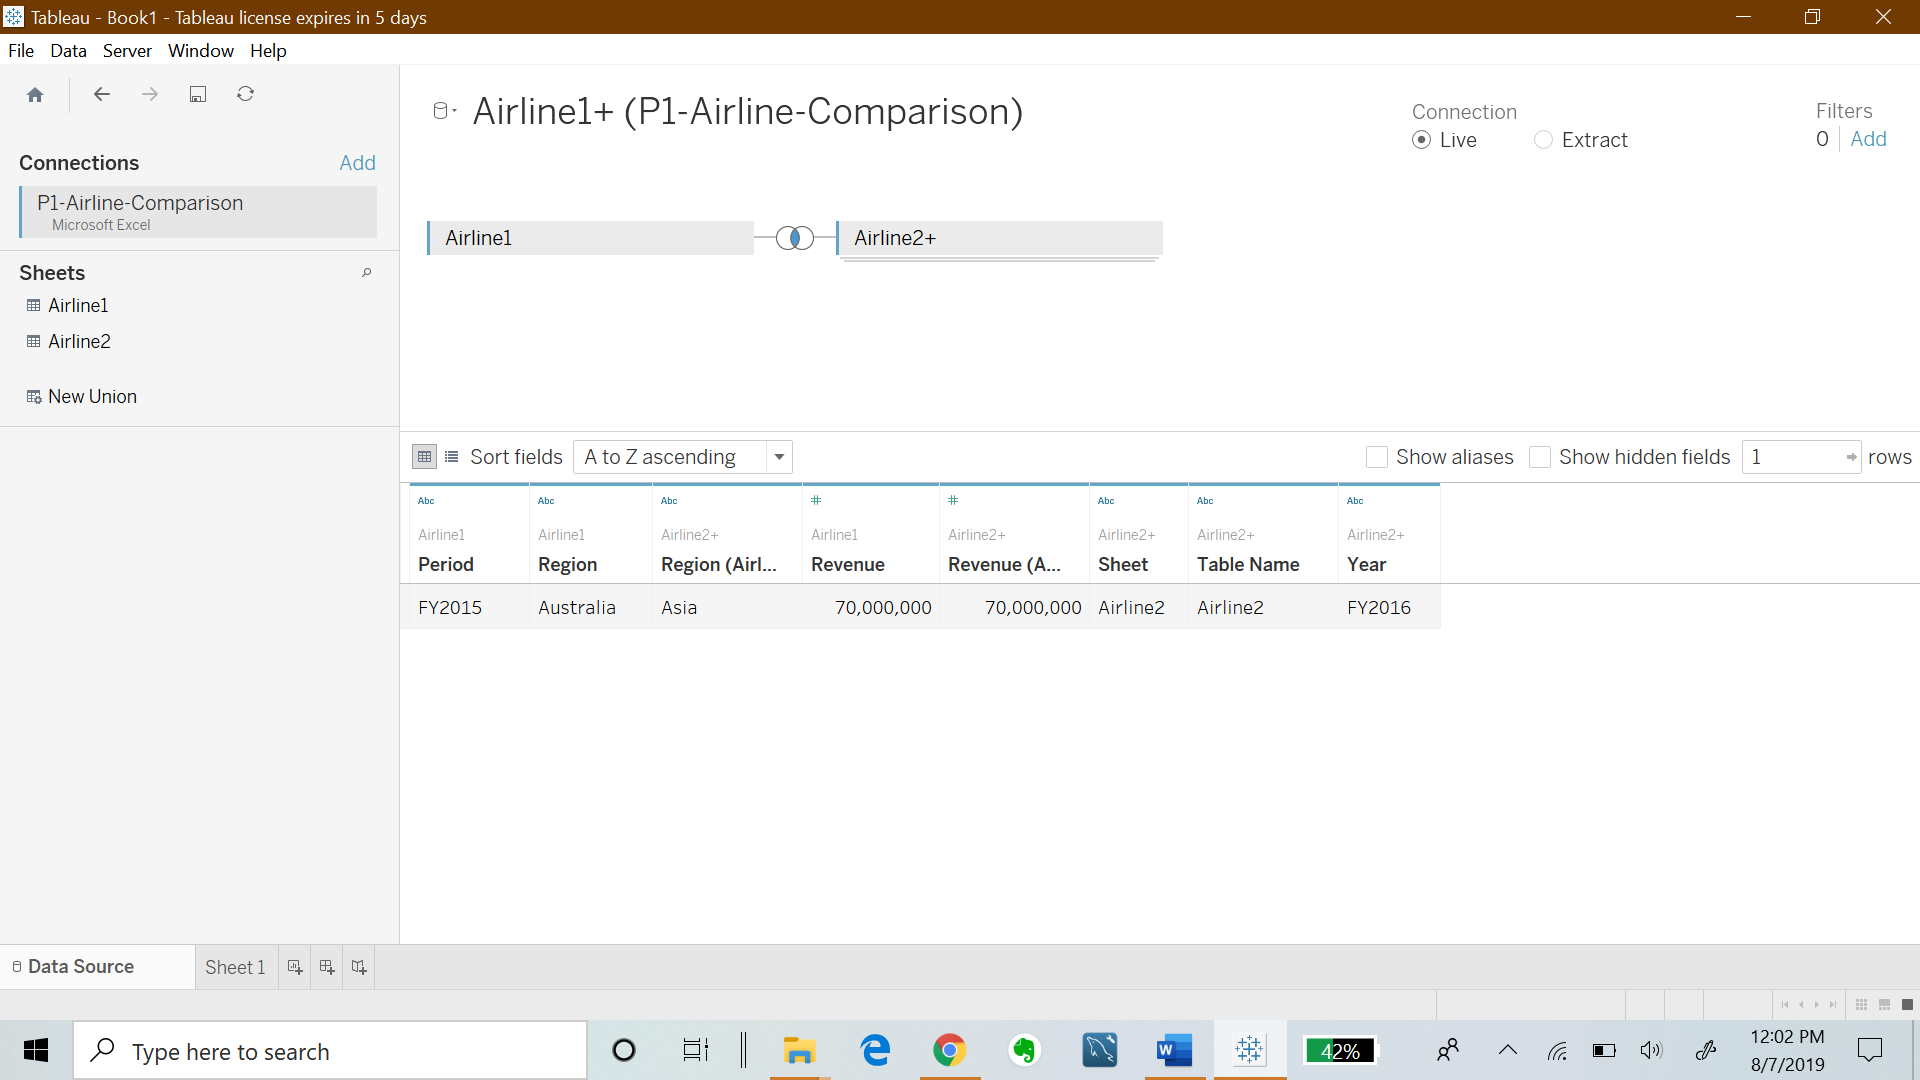 Tableau - Book1 - Tableau license expires in 5 days
File Data Server Window Help
Airline1+ (P1-Airline-Comparison)
Connection
Live Extract
Filters
0 Add
Connections Add
P1-Airline-Comparison
Microsoft Excel
Sheets
Airline1
Airline2
New Union
Airline1 Airline2+
Sort fields A to Z ascending Show aliases Show hidden fields 1 rows
Abc Abc Abc # # Abc Abc Abc
Airline1 Airline1 Airline2+ Airline1 Airline2+ Airline2+ Airline2+ Airline2+
Period Region Region (Airl... Revenue Revenue (A... Sheet Table Name Year
FY2015 Australia Asia 70,000,000 70,000,000 Airline2 Airline2 FY2016
Data Source Sheet 1
Type here to search
W
42%
12:02 PM
8/7/2019